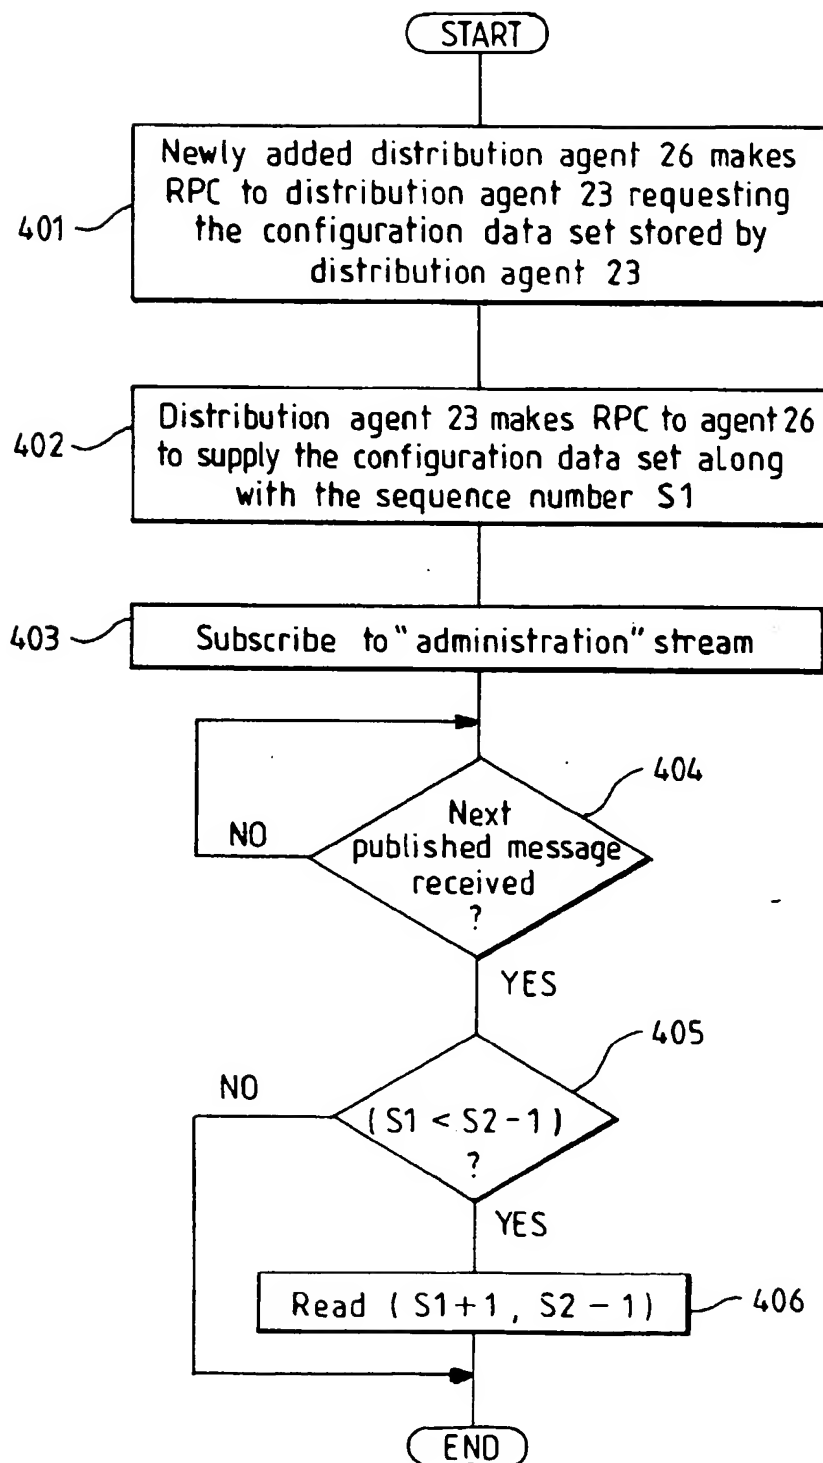 START
Newly added distribution agent 26 makes
RPC to distribution agent 23 requesting
the configuration data set stored by
distribution agent 23
401
Distribution agent 23 makes RPC to agent 26
to supply the configuration data set along
with the sequence number S1
402
Subscribe to "administration" stream
403
404
Next
published message
received
?
NO
YES
405
(S1 < S2-1)
?
NO
YES
Read (S1+1, S2-1)
406
END